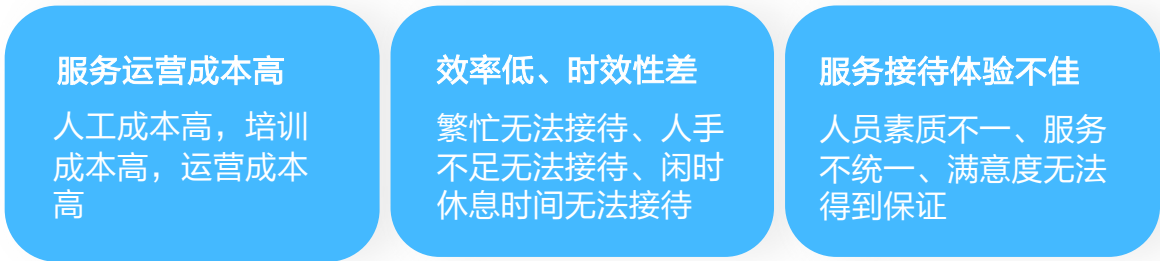 服务运营成本高
人工成本高，培训
成本高，运营成本
高
效率低、时效性差
繁忙无法接待、人手
不足无法接待、闲时
休息时间无法接待
服务接待体验不佳
人员素质不一、服务
不统一、满意度无法
得到保证